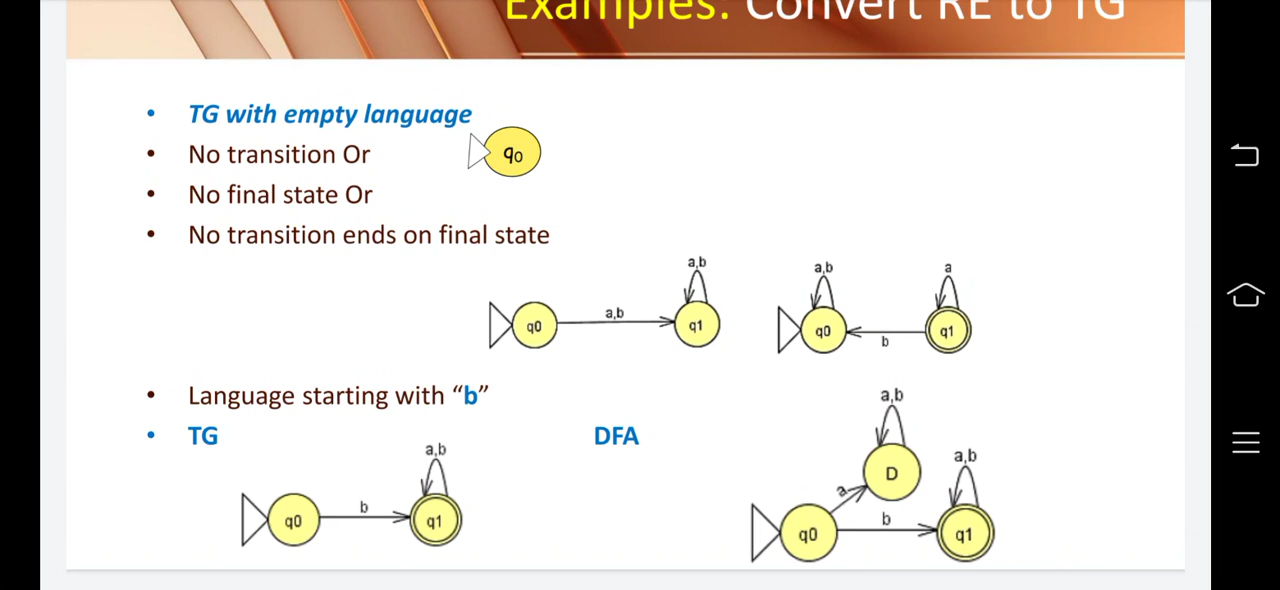 Examples: Convert RE to TG
• TG with empty language
• No transition Or
q0
• No final state Or
• No transition ends on final state
a,b
q0
a,b
q1
a,b
q0
b
a
q1
• Language starting with “b”
• TG
DFA
q0
b
a,b
q1
a,b
D
a
q0
b
a,b
q1